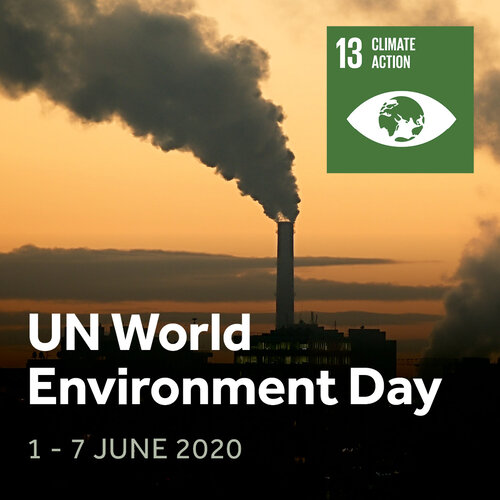 13 CLIMATE
ACTION
UN World
Environment Day
1 - 7 JUNE 2020